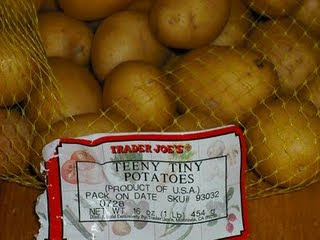 TRADER JOE'S
TEENY TINY
POTATOES
(PRODUCT OF U.S.A.)
PACK ON DATE SKU# 93032
0728
NET WT. 16 oz (1 Lb) 454 g